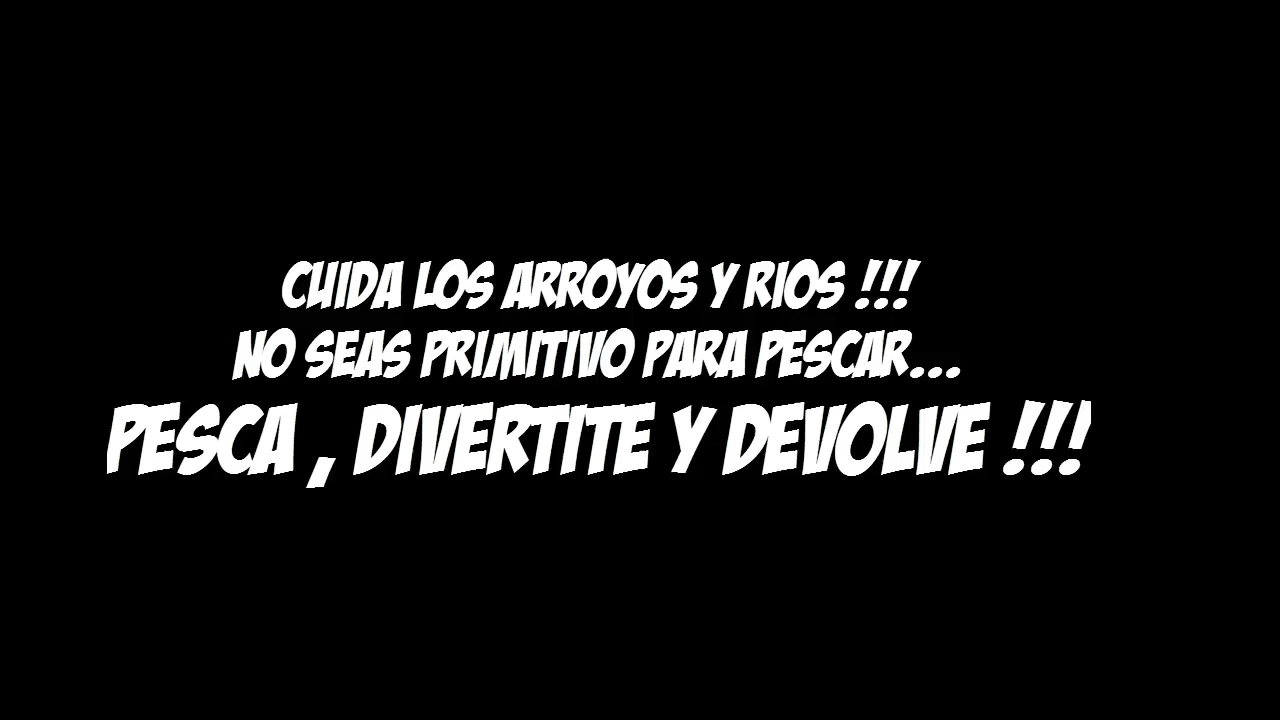 CUIDA LOS ARROYOS Y RIOS !!!
NO SEAS PRIMITIVO PARA PESCAR...
PESCA , DIVERTITE Y DEVOLVE !!!